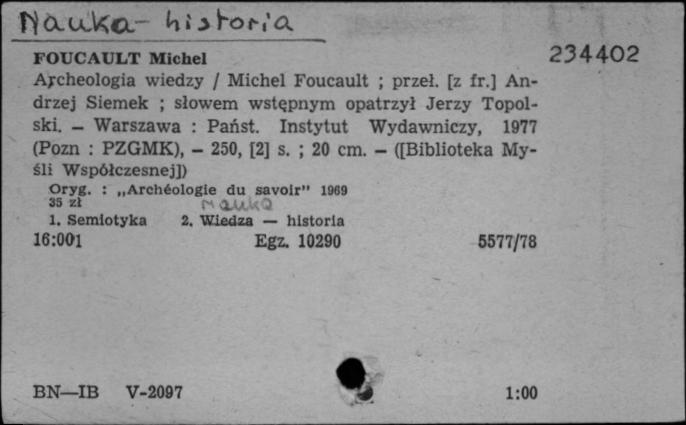 Nauka - historia
234402
FOUCAULT Michel
Archeologia wiedzy / Michel Foucault ; przeł. [z fr.] An-
drzej Siemek ; słowem wstępnym opatrzył Jerzy Topol-
ski. — Warszawa : Państ. Instytut Wydawniczy, 1977
(Pozn : PZGMK), — 250, [2] s. ; 20 cm. — ([Biblioteka My-
śli Współczesnej])
Oryg. : „Archéologie du savoir" 1969
35 zł
nauka
1. Semiotyka 2. Wiedza — historia
16:001 Egz. 10290 5577/78
BN—IB V-2097 1:00